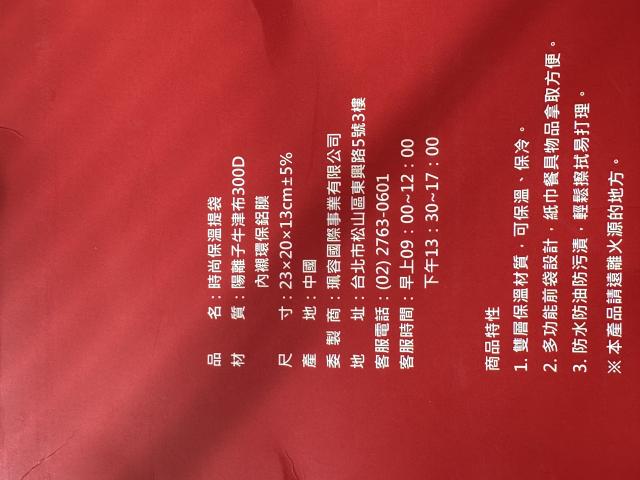 品　　名：時尚保溫提袋
材　　質：陽離子牛津布300D
內襯環保鋁膜
尺　　寸：23×20×13cm±5%
產　　地：中國
委 製 商：珮容國際事業有限公司
地　　址：台北市松山區東興路5號3樓
客服電話：(02) 2763-0601
客服時間：早上09：00~12：00
下午13：30~17：00
商品特性
1. 雙層保溫材質，可保溫、保冷。
2. 多功能前袋設計，紙巾餐具物品拿取方便。
3. 防水防油防污漬，輕鬆擦拭易打理。
※ 本產品請遠離火源的地方。